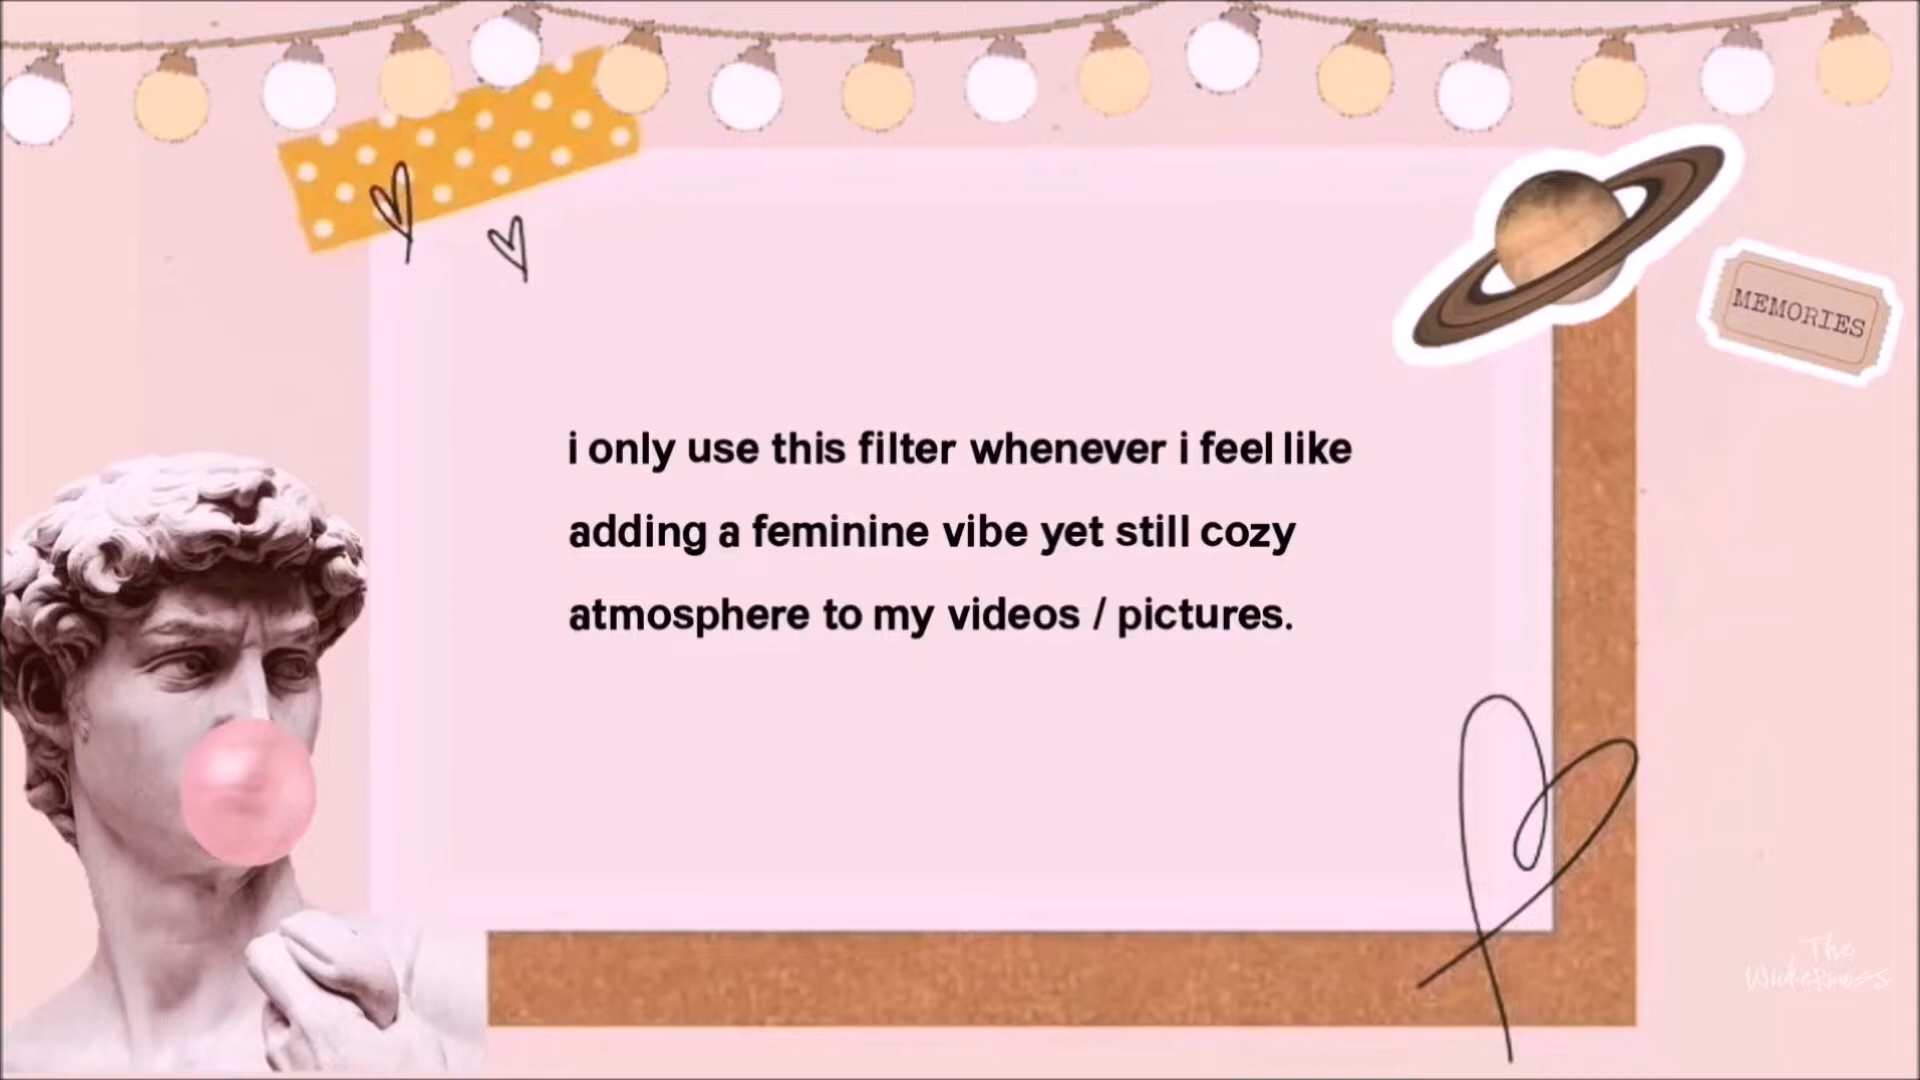 MEMORIES
i only use this filter whenever i feel like
adding a feminine vibe yet still cozy
atmosphere to my videos / pictures.
The